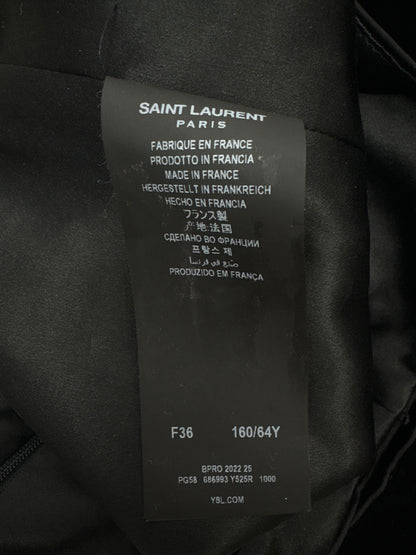 SAINT LAURENT
PARIS
FABRIQUE EN FRANCE
PRODOTTO IN FRANCIA
MADE IN FRANCE
HERGESTELLT IN FRANKREICH
HECHO EN FRANCIA
フランス製
产地:法国
СДЕЛАНО ВО ФРАНЦИИ
프랑스 제
صنع في فرنسا
PRODUZIDO EM FRANÇA
F36 160/64Y
BPRO 2022 25
PG58 686993 Y525R 1000
YSL.COM